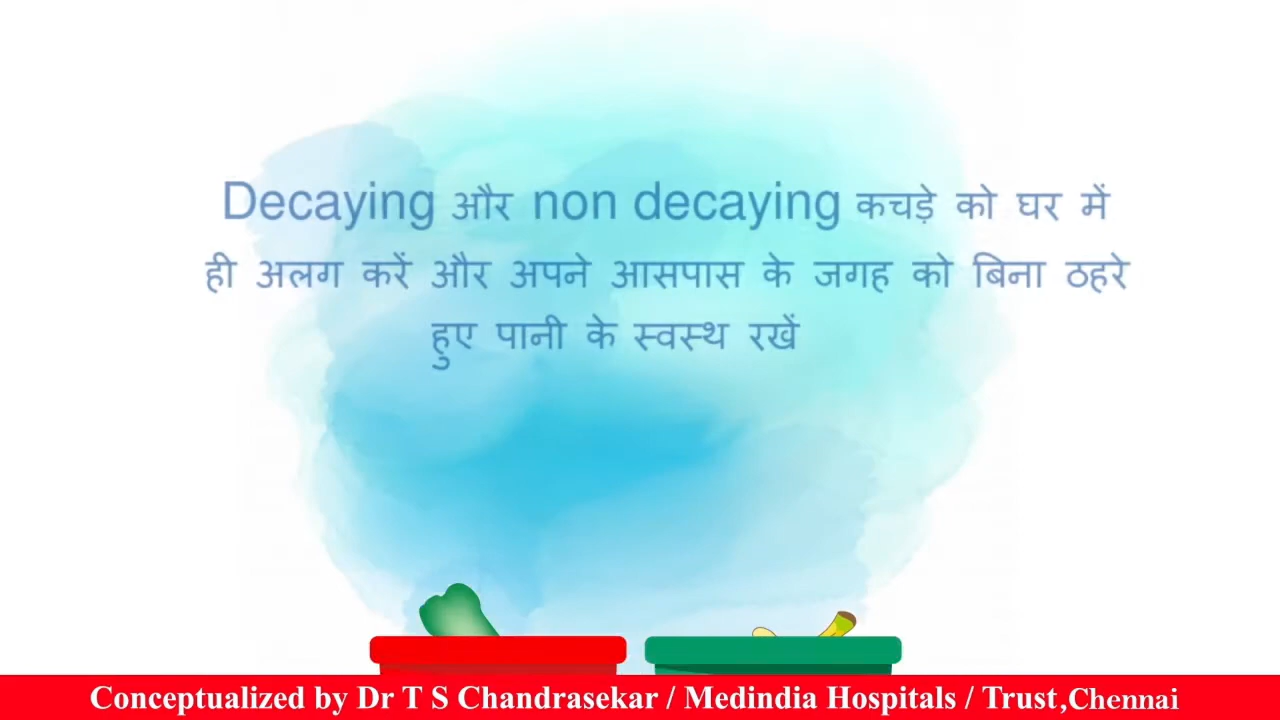 Decaying और non decaying कचड़े को घर में
ही अलग करें और अपने आसपास के जगह को बिना ठहरे
हुए पानी के स्वस्थ रखें
Conceptualized by Dr T S Chandrasekar / Medindia Hospitals / Trust,Chennai